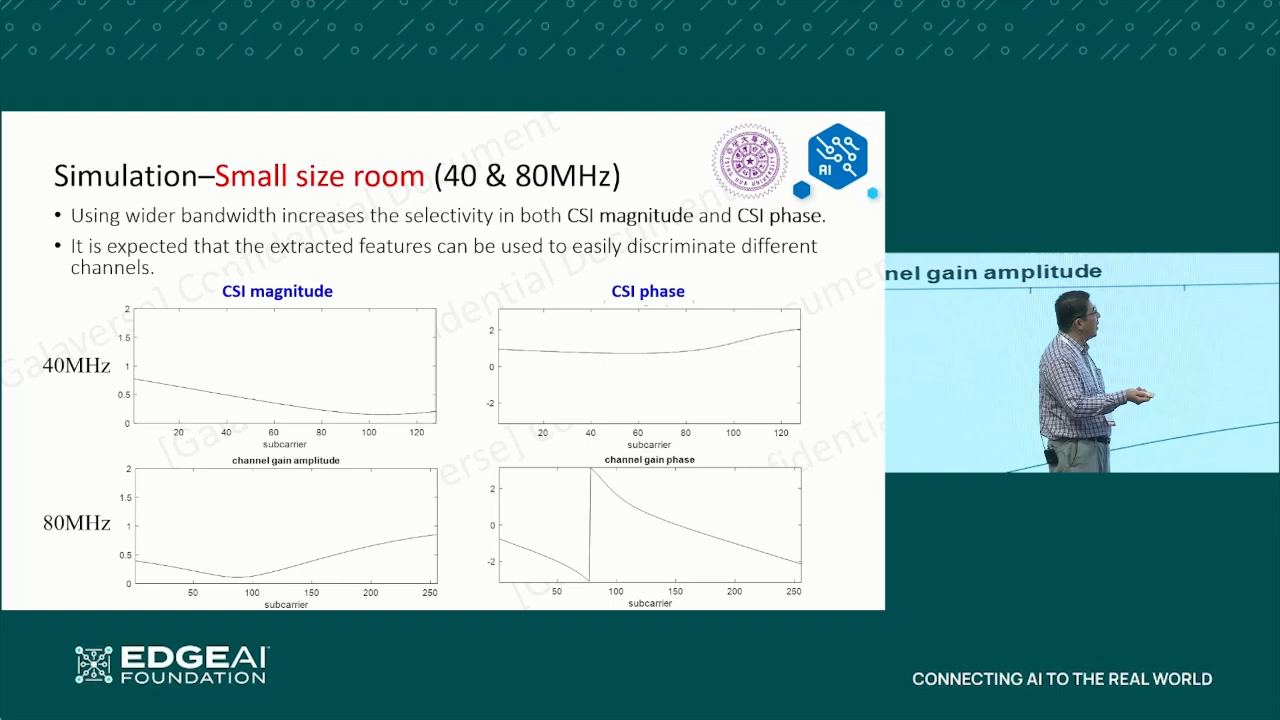 Simulation–Small size room (40 & 80MHz)
AI
• Using wider bandwidth increases the selectivity in both CSI magnitude and CSI phase.
• It is expected that the extracted features can be used to easily discriminate different
channels.
CSI magnitude
CSI phase
40MHz
2
1.5
1
0.5
0
20 40 60 80 100 120
subcarrier
2
0
-2
20 40 60 80 100 120
subcarrier
80MHz
channel gain amplitude
2
1.5
1
0.5
0
50 100 150 200 250
subcarrier
channel gain phase
2
0
-2
50 100 150 200 250
subcarrier
nel gain amplitude
EDGE AI
FOUNDATION
CONNECTING AI TO THE REAL WORLD